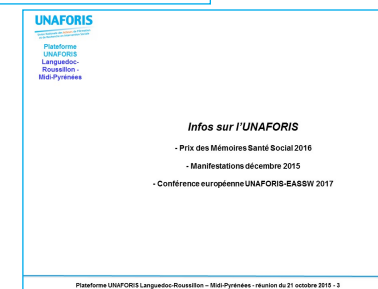 UNAFORIS
Plateforme
UNAFORIS
Languedoc-
Roussillon -
Midi-Pyrénées
Infos sur l'UNAFORIS
- Prix des Mémoires Santé Social 2016
- Manifestations décembre 2015
- Conférence européenne UNAFORIS-EASSW 2017
Plateforme UNAFORIS Languedoc-Roussillon – Midi-Pyrénées - réunion du 21 octobre 2015 - 3